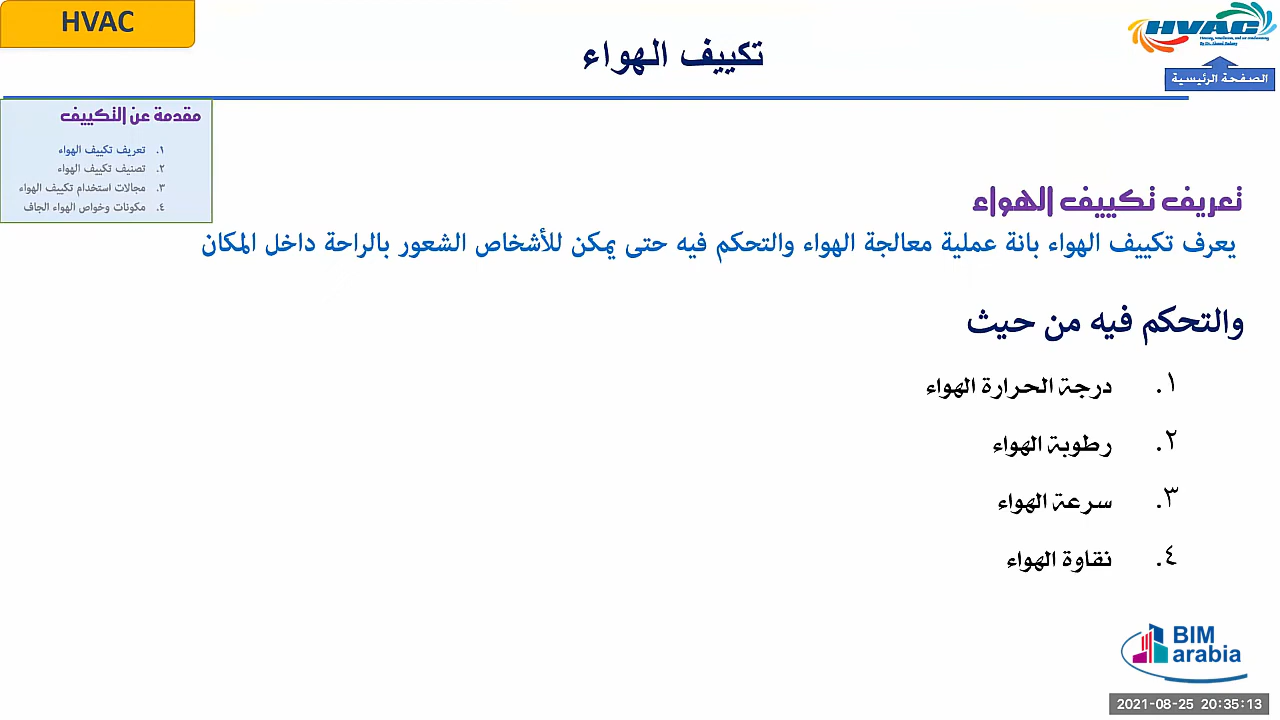 HVAC
HVAC
تكييف الهواء
الصفحة الرئيسية
مقدمة عن التكييف
١. تعريف تكييف الهواء
٢. تصنيف تكييف الهواء
٣. مجالات استخدام تكييف الهواء
٤. مكونات وخواص الهواء الجاف
تعريف تكييف الهواء
يعرف تكييف الهواء بانة عملية معالجة الهواء والتحكم فيه حتى يمكن للأشخاص الشعور بالراحة داخل المكان
والتحكم فيه من حيث
١. درجة الحرارة الهواء
٢. رطوبة الهواء
٣. سرعة الهواء
٤. نقاوة الهواء
BIM
arabia
2021-08-25 20:35:13